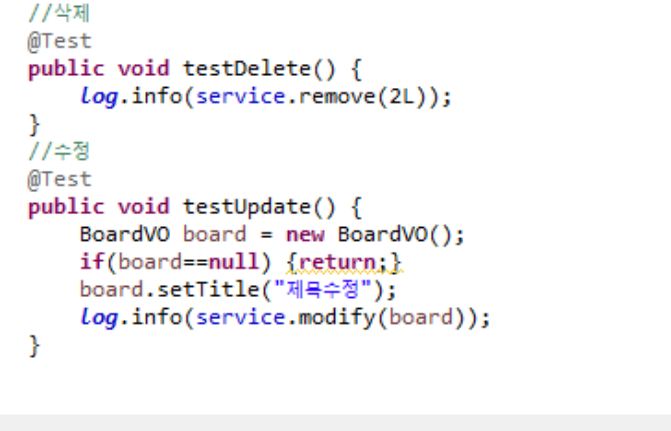 //삭제
@Test
public void testDelete() {
    log.info(service.remove(2L));
}
//수정
@Test
public void testUpdate() {
    BoardVO board = new BoardVO();
    if(board==null) {return;}
    board.setTitle("제목수정");
    log.info(service.modify(board));
}